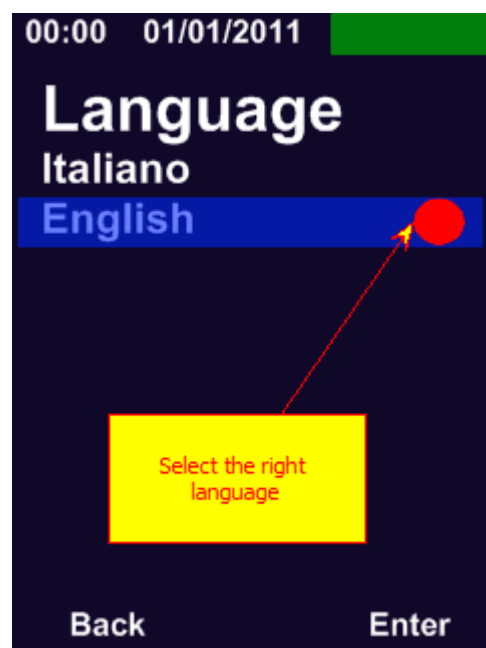 00:00 01/01/2011
Language
Italiano
English
Select the right
language
Back Enter